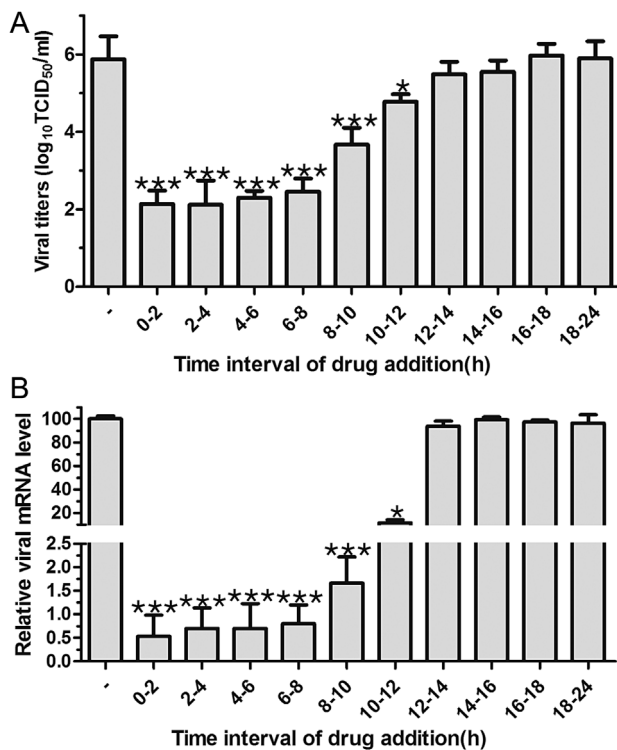 A
Viral titers (log10TCID50/ml)
6
4
2
0
*** *** *** *** *** *
- 0-2 2-4 4-6 6-8 8-10 10-12 12-14 14-16 16-18 18-24
Time interval of drug addition(h)
B
Relative viral mRNA level
100
80
60
40
20
2.5
2.0
1.5
1.0
0.5
0.0
*** *** *** *** *** *
- 0-2 2-4 4-6 6-8 8-10 10-12 12-14 14-16 16-18 18-24
Time interval of drug addition(h)